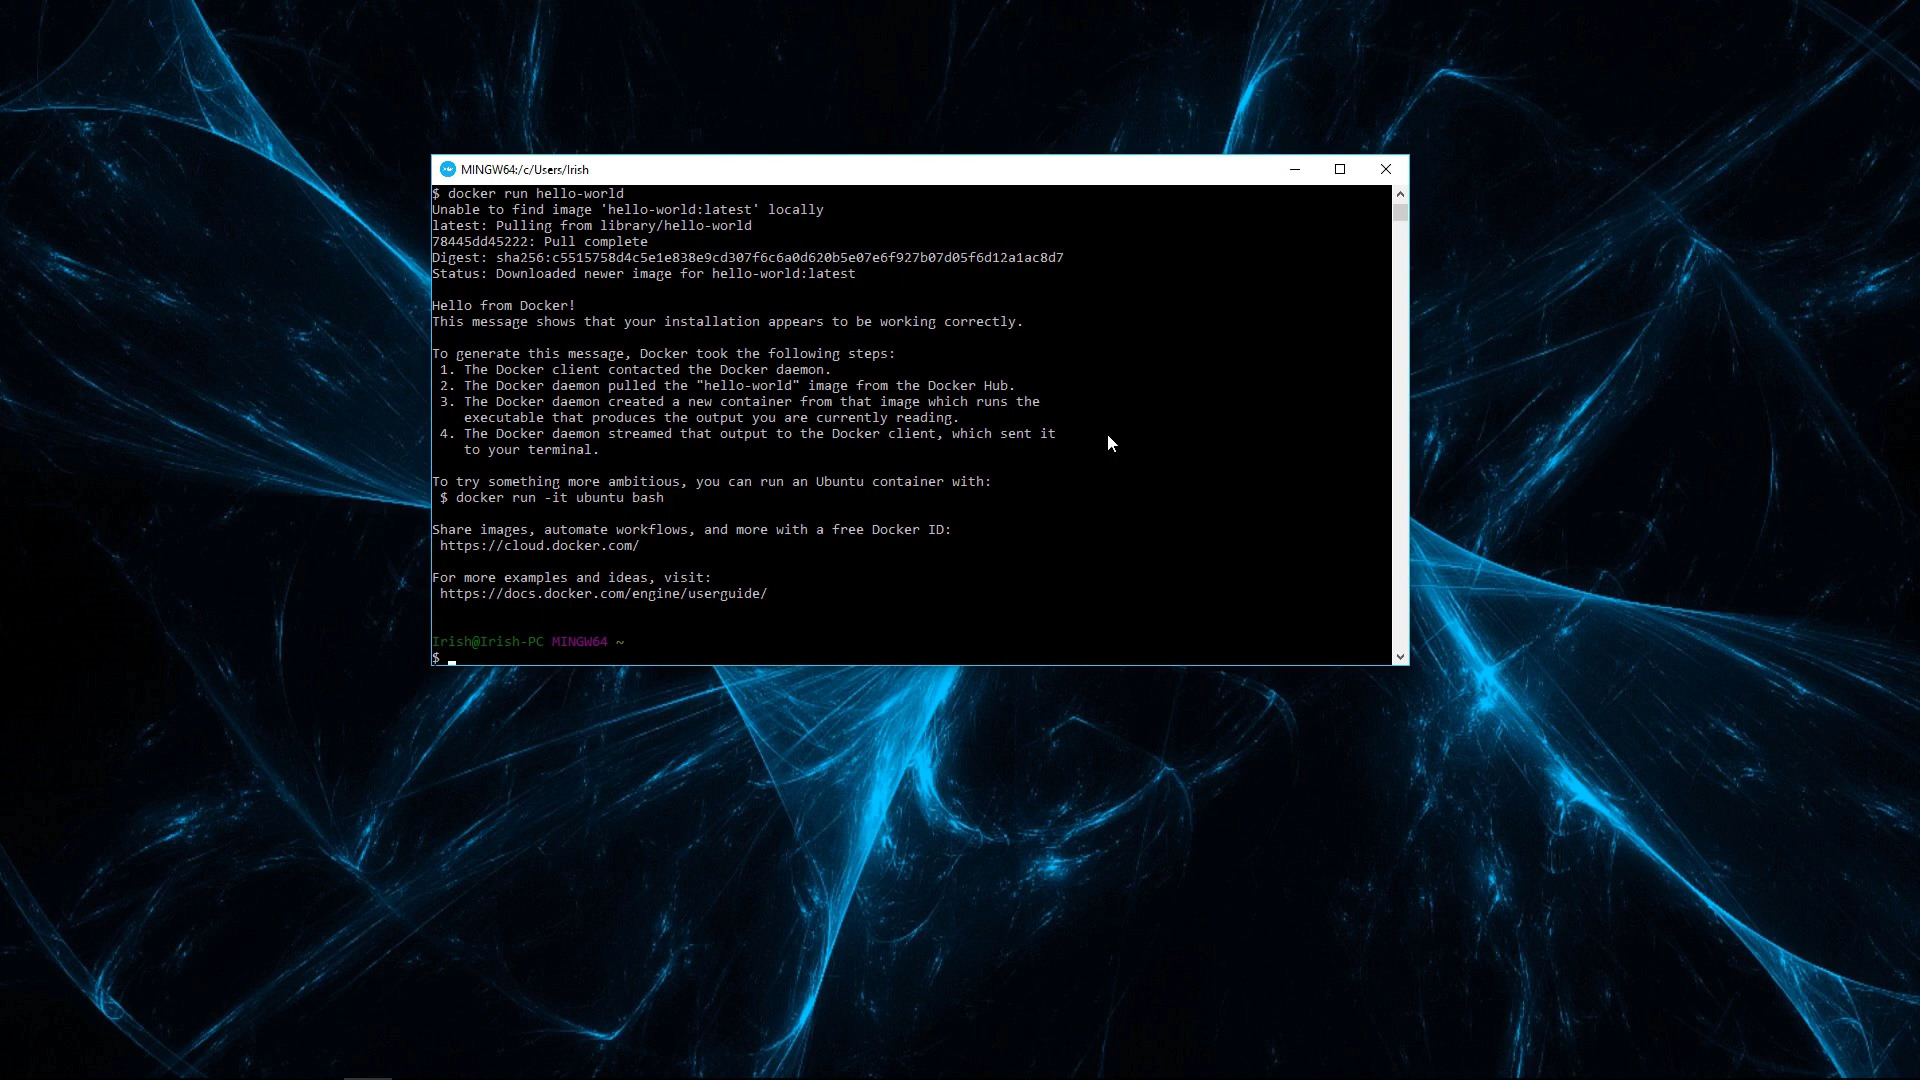 MINGW64:/c/Users/Irish
$ docker run hello-world
Unable to find image 'hello-world:latest' locally
latest: Pulling from library/hello-world
78445dd45222: Pull complete
Digest: sha256:c5515758d4c5e1e838e9cd307f6c6a0d620b5e07e6f927b07d05f6d12a1ac8d7
Status: Downloaded newer image for hello-world:latest
Hello from Docker!
This message shows that your installation appears to be working correctly.
To generate this message, Docker took the following steps:
1. The Docker client contacted the Docker daemon.
2. The Docker daemon pulled the "hello-world" image from the Docker Hub.
3. The Docker daemon created a new container from that image which runs the
executable that produces the output you are currently reading.
4. The Docker daemon streamed that output to the Docker client, which sent it
to your terminal.
To try something more ambitious, you can run an Ubuntu container with:
$ docker run -it ubuntu bash
Share images, automate workflows, and more with a free Docker ID:
https://cloud.docker.com/
For more examples and ideas, visit:
https://docs.docker.com/engine/userguide/
Irish@Irish-PC MINGW64 ~
$